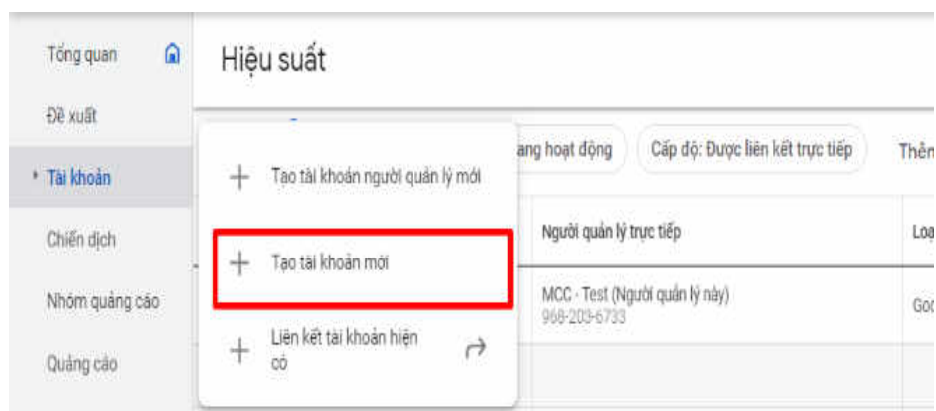 Tổng quan
Hiệu suất
Đề xuất
Tài khoản
Chiến dịch
Nhóm quảng cáo
Quảng cáo
+ Tạo tài khoản người quản lý mới
+ Tạo tài khoản mới
+ Liên kết tài khoản hiện
có
ang hoạt động
Cấp độ: Được liên kết trực tiếp
Thên
Người quản lý trực tiếp
Loạ
MCC - Test (Người quản lý này)
968-203-6733
Goo